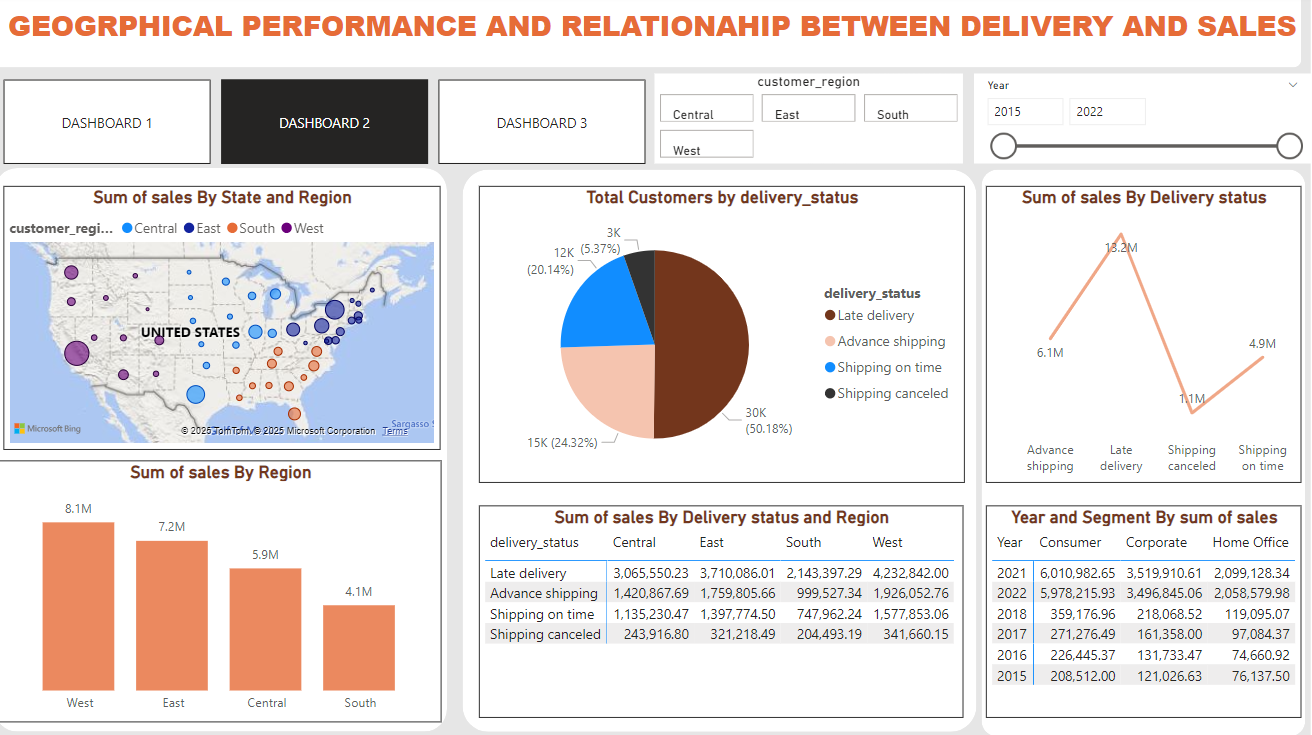 GEOGRPHICAL PERFORMANCE AND RELATIONAHIP BETWEEN DELIVERY AND SALES
DASHBOARD 1
DASHBOARD 2
DASHBOARD 3
customer_region
Central
East
South
West
Year
2015
2022
Sum of sales By State and Region
customer_regi... Central East South West
UNITED STATES
Sargasso
Microsoft Bing
© 2025 TomTom, © 2025 Microsoft Corporation Terms
Sum of sales By Region
8.1M
7.2M
5.9M
4.1M
West East Central South
Total Customers by delivery_status
3K
(5.37%)
12K
(20.14%)
15K (24.32%)
30K
(50.18%)
delivery_status
Late delivery
Advance shipping
Shipping on time
Shipping canceled
Sum of sales By Delivery status and Region
delivery_status Central East South West
Late delivery 3,065,550.23 3,710,086.01 2,143,397.29 4,232,842.00
Advance shipping 1,420,867.69 1,759,805.66 999,527.34 1,926,052.76
Shipping on time 1,135,230.47 1,397,774.50 747,962.24 1,577,853.06
Shipping canceled 243,916.80 321,218.49 204,493.19 341,660.15
Sum of sales By Delivery status
13.2M
6.1M
4.9M
1.1M
Advance shipping
Late delivery
Shipping canceled
Shipping on time
Year and Segment By sum of sales
Year Consumer Corporate Home Office
2021 6,010,982.65 3,519,910.61 2,099,128.34
2022 5,978,215.93 3,496,845.06 2,058,579.98
2018 359,176.96 218,068.52 119,095.07
2017 271,276.49 161,358.00 97,084.37
2016 226,445.37 131,733.47 74,660.92
2015 208,512.00 121,026.63 76,137.50